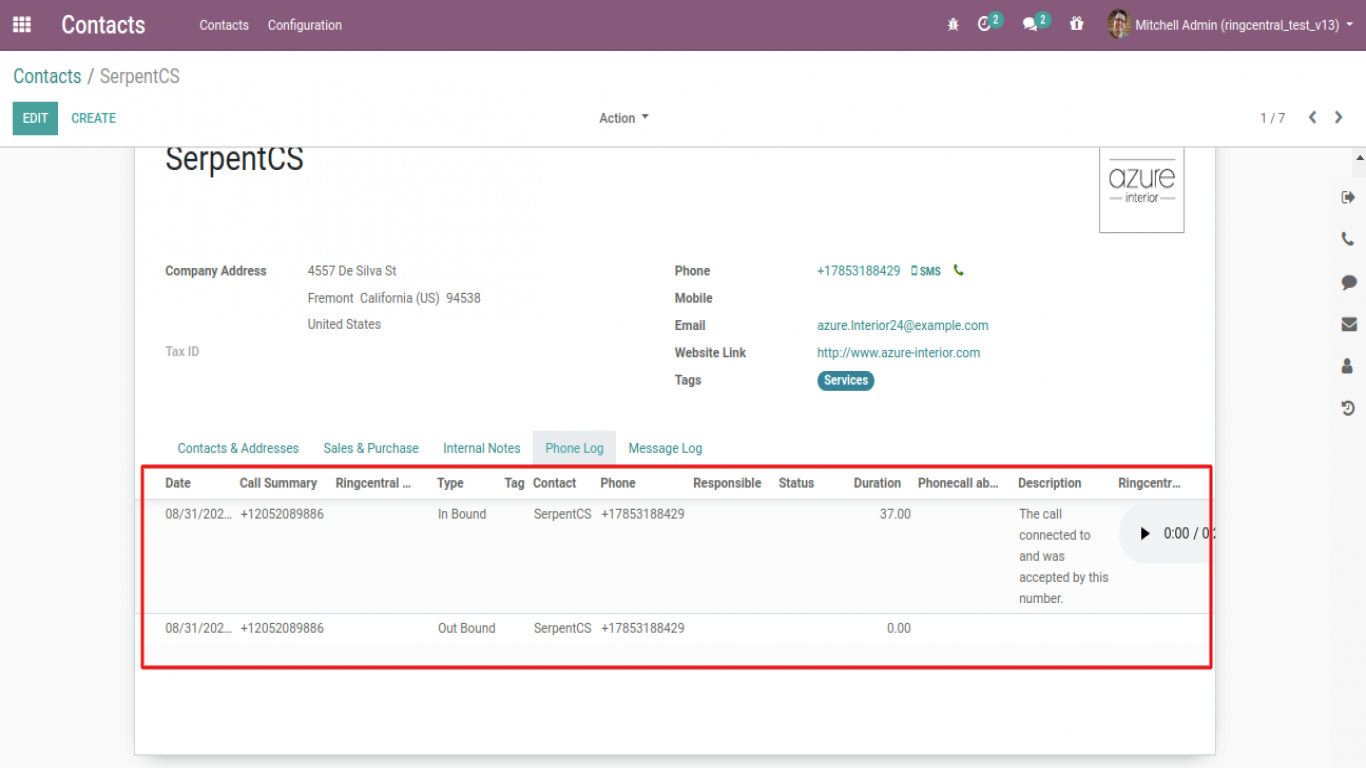 Contacts Contacts Configuration 2 2 Mitchell Admin (ringcentral_test_v13)
Contacts / SerpentCS
EDIT CREATE Action 1 / 7
SerpentCS
azure
interior
Company Address 4557 De Silva St Phone +17853188429 SMS
Fremont California (US) 94538 Mobile
United States Email azure.Interior24@example.com
Tax ID Website Link http://www.azure-interior.com
Tags Services
Contacts & Addresses Sales & Purchase Internal Notes Phone Log Message Log
Date Call Summary Ringcentral ... Type Tag Contact Phone Responsible Status Duration Phonecall ab... Description Ringcentr...
08/31/202... +12052089886 In Bound SerpentCS +17853188429 37.00 The call
connected to
and was
accepted by this
number.
0:00 / 0:
08/31/202... +12052089886 Out Bound SerpentCS +17853188429 0.00